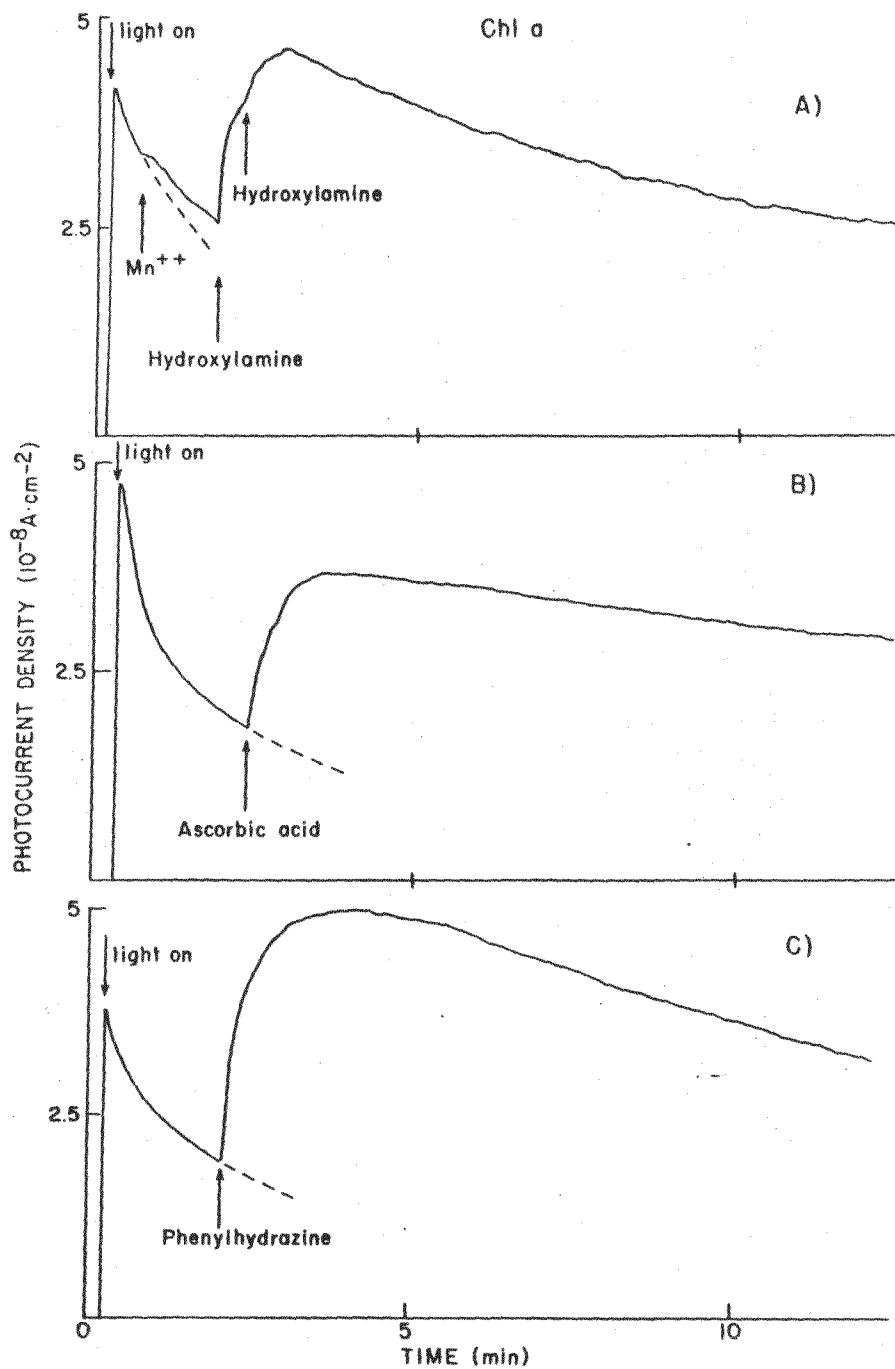 5
light on
Chl a
A)
Hydroxylamine
2.5
Mn++
Hydroxylamine
light on
5
B)
2.5
Ascorbic acid
PHOTOCURRENT DENSITY (10-8A·cm-2)
5
light on
C)
2.5
Phenylhydrazine
0
5
10
TIME (min)